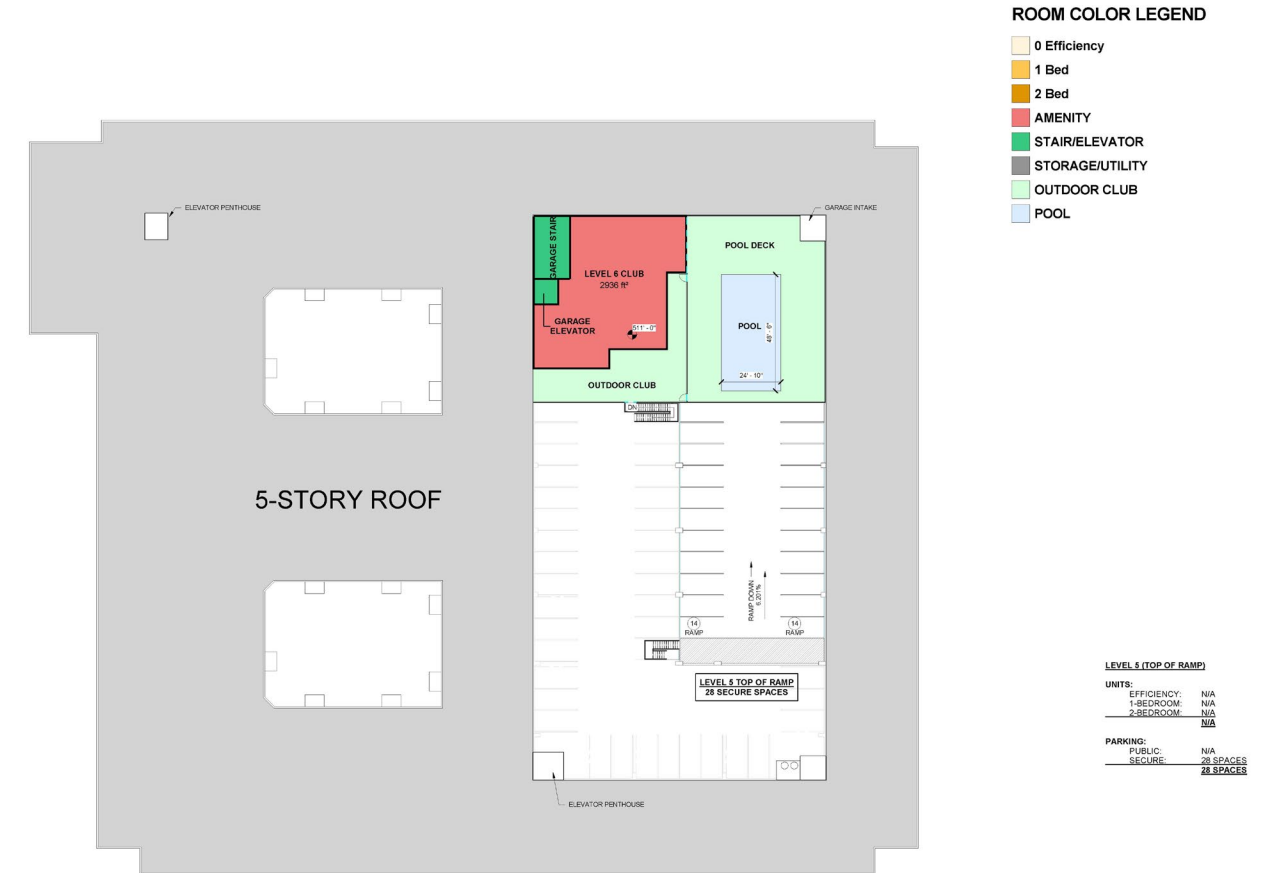 ROOM COLOR LEGEND
0 Efficiency
1 Bed
2 Bed
AMENITY
STAIR/ELEVATOR
STORAGE/UTILITY
OUTDOOR CLUB
POOL
ELEVATOR PENTHOUSE
GARAGE INTAKE
GARAGE STAIR
LEVEL 6 CLUB
2936 ft²
GARAGE
ELEVATOR
511' - 0"
POOL DECK
POOL
48' - 6"
24' - 10"
OUTDOOR CLUB
DN
5-STORY ROOF
RAMP DOWN
6.201%
14
RAMP
14
RAMP
LEVEL 5 TOP OF RAMP
28 SECURE SPACES
ELEVATOR PENTHOUSE
LEVEL 5 (TOP OF RAMP)
UNITS:
EFFICIENCY: N/A
1-BEDROOM: N/A
2-BEDROOM: N/A
N/A
PARKING:
PUBLIC: N/A
SECURE: 28 SPACES
28 SPACES